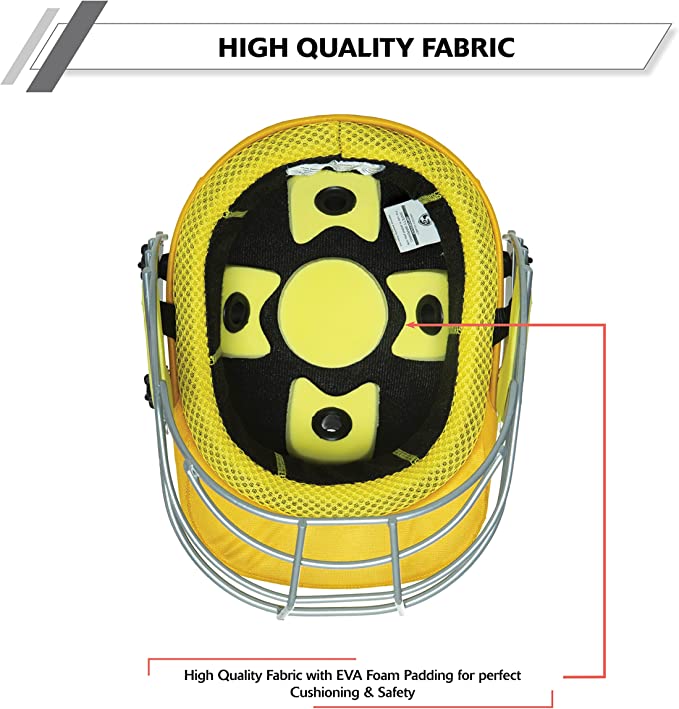 HIGH QUALITY FABRIC
High Quality Fabric with EVA Foam Padding for perfect
Cushioning & Safety